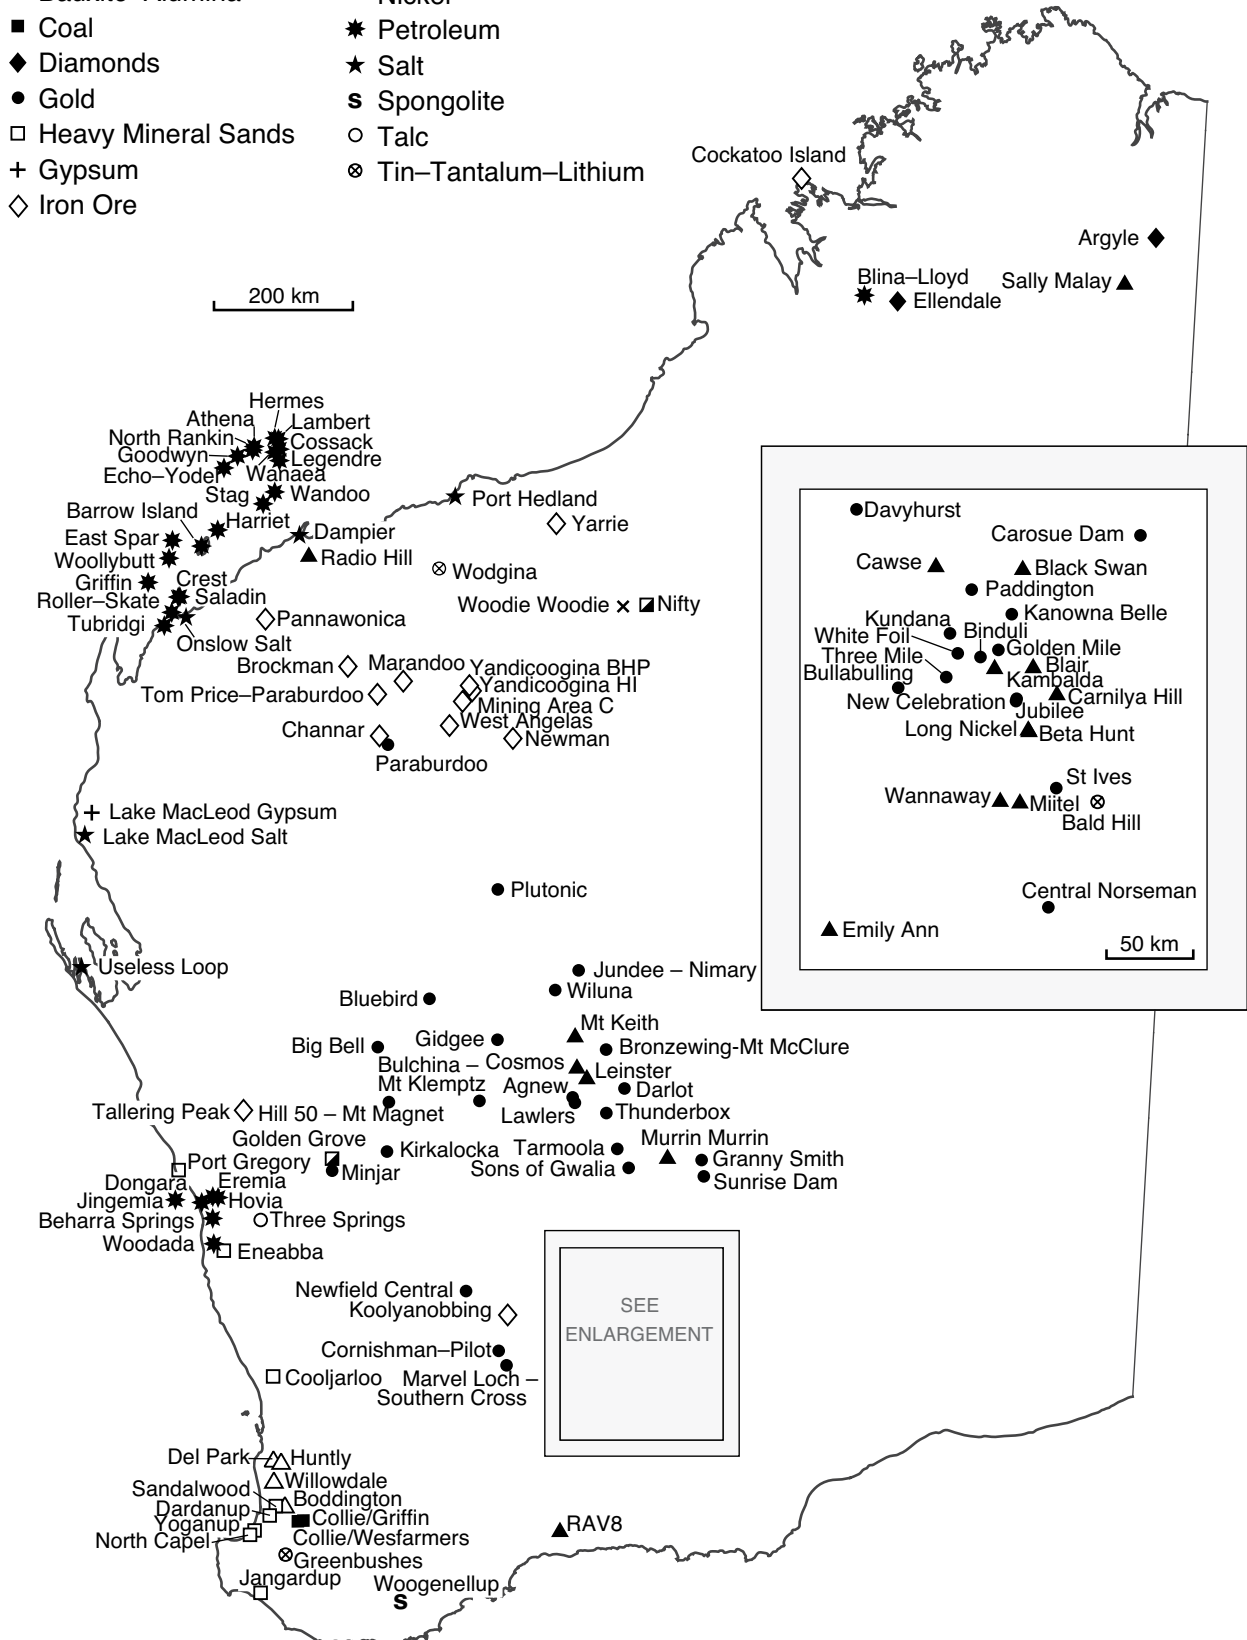 Bauxite–Alumina
Nickel
Coal
Petroleum
Diamonds
Salt
Gold
s Spongolite
Heavy Mineral Sands
Talc
Gypsum
Tin–Tantalum–Lithium
Iron Ore
200 km
Cockatoo Island
Argyle
Blina–Lloyd
Sally Malay
Ellendale
Hermes
Athena
Lambert
North Rankin
Cossack
Goodwyn
Legendre
Echo–Yodel
Wanaea
Stag
Wandoo
Port Hedland
Barrow Island
Harriet
Yarrie
Dampier
East Spar
Woollybutt
Radio Hill
Griffin
Crest
Wodgina
Roller–Skate
Saladin
Woodie Woodie
Nifty
Tubridgi
Pannawonica
Onslow Salt
Brockman
Marandoo
Yandicoogina BHP
Yandicoogina HI
Tom Price–Paraburdoo
Mining Area C
West Angelas
Channar
Newman
Paraburdoo
Lake MacLeod Gypsum
Lake MacLeod Salt
Plutonic
Useless Loop
Jundee – Nimary
Wiluna
Bluebird
Mt Keith
Gidgee
Big Bell
Bronzewing-Mt McClure
Bulchina –
Mt Klemptz
Cosmos
Leinster
Agnew
Darlot
Tallering Peak
Hill 50 – Mt Magnet
Lawlers
Thunderbox
Golden Grove
Murrin Murrin
Kirkalocka
Tarmoola
Port Gregory
Granny Smith
Minjar
Sons of Gwalia
Sunrise Dam
Dongara
Eremia
Jingemia
Hovia
Beharra Springs
Three Springs
Woodada
Eneabba
Newfield Central
Koolyanobbing
SEE
ENLARGEMENT
Cornishman–Pilot
Cooljarloo
Marvel Loch –
Southern Cross
Del Park
Huntly
Willowdale
Sandalwood
Boddington
Dardanup
Collie/Griffin
Yoganup
RAV8
North Capel
Collie/Wesfarmers
Greenbushes
Jangardup
Woogenellup
s
Davyhurst
Carosue Dam
Cawse
Black Swan
Paddington
Kanowna Belle
Kundana
Binduli
White Foil
Golden Mile
Three Mile
Blair
Bullabulling
Kambalda
Carnilya Hill
New Celebration
Jubilee
Long Nickel
Beta Hunt
St Ives
Wannaway
Miitel
Bald Hill
Central Norseman
Emily Ann
50 km